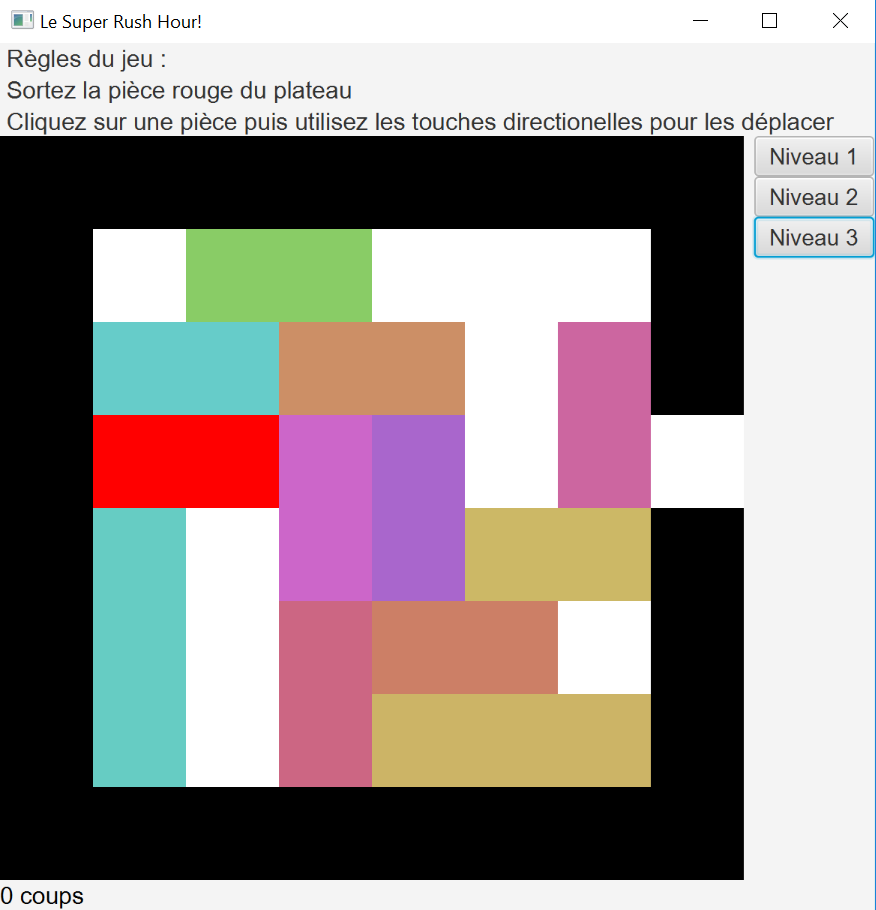 Le Super Rush Hour!
Règles du jeu :
Sortez la pièce rouge du plateau
Cliquez sur une pièce puis utilisez les touches directionelles pour les déplacer
Niveau 1
Niveau 2
Niveau 3
0 coups